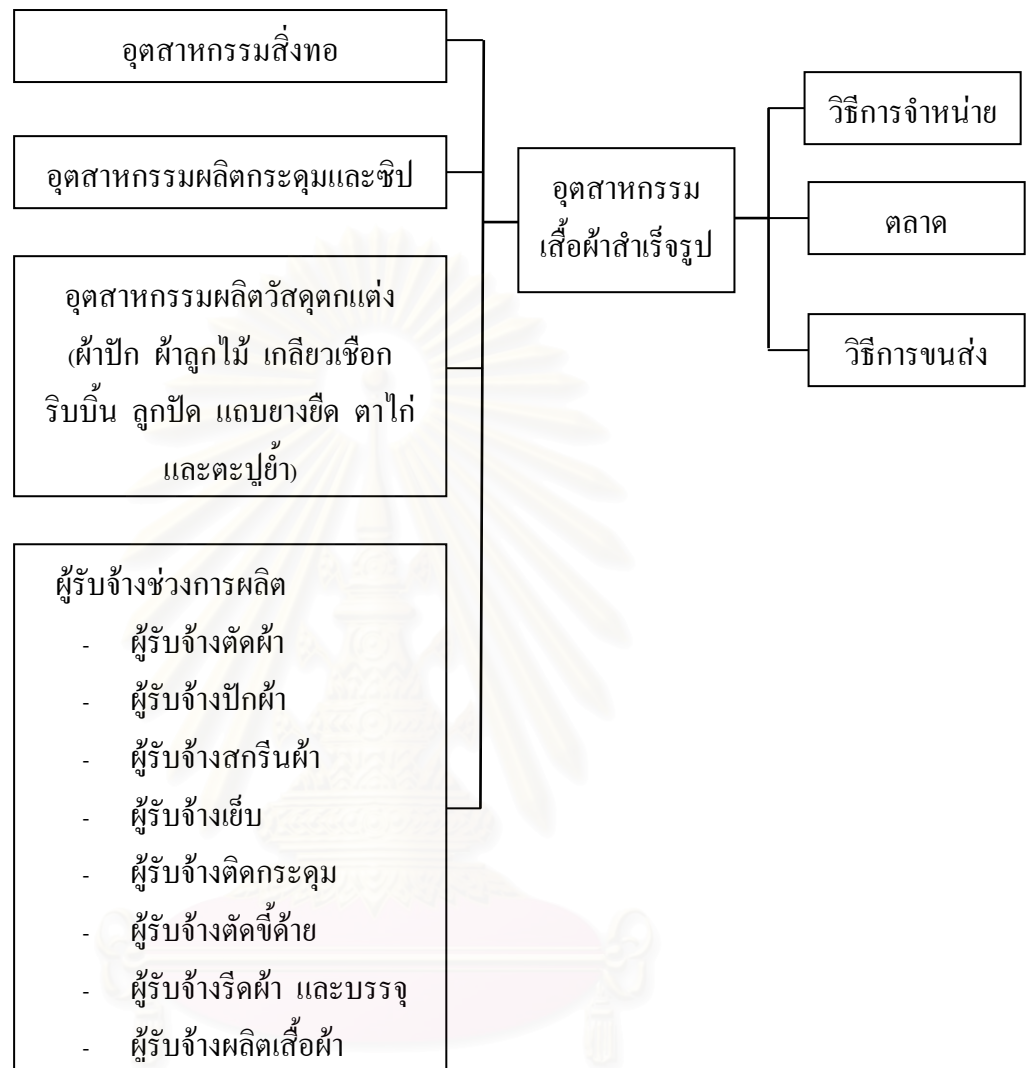 อุตสาหกรรมสิ่งทอ
อุตสาหกรรมผลิตกระดุมและซิป
อุตสาหกรรมผลิตวัสดุตกแต่ง
(ผ้าปัก ผ้าลูกไม้ เกลียวเชือก
ริบบิ้น ลูกปัด แถบยางยืด ตาไก่
และตะปูย้ำ)
ผู้รับจ้างช่วงการผลิต
- ผู้รับจ้างตัดผ้า
- ผู้รับจ้างปักผ้า
- ผู้รับจ้างสกรีนผ้า
- ผู้รับจ้างเย็บ
- ผู้รับจ้างติดกระดุม
- ผู้รับจ้างตัดขี้ด้าย
- ผู้รับจ้างรีดผ้า และบรรจุ
- ผู้รับจ้างผลิตเสื้อผ้า
อุตสาหกรรม
เสื้อผ้าสำเร็จรูป
วิธีการจำหน่าย
ตลาด
วิธีการขนส่ง